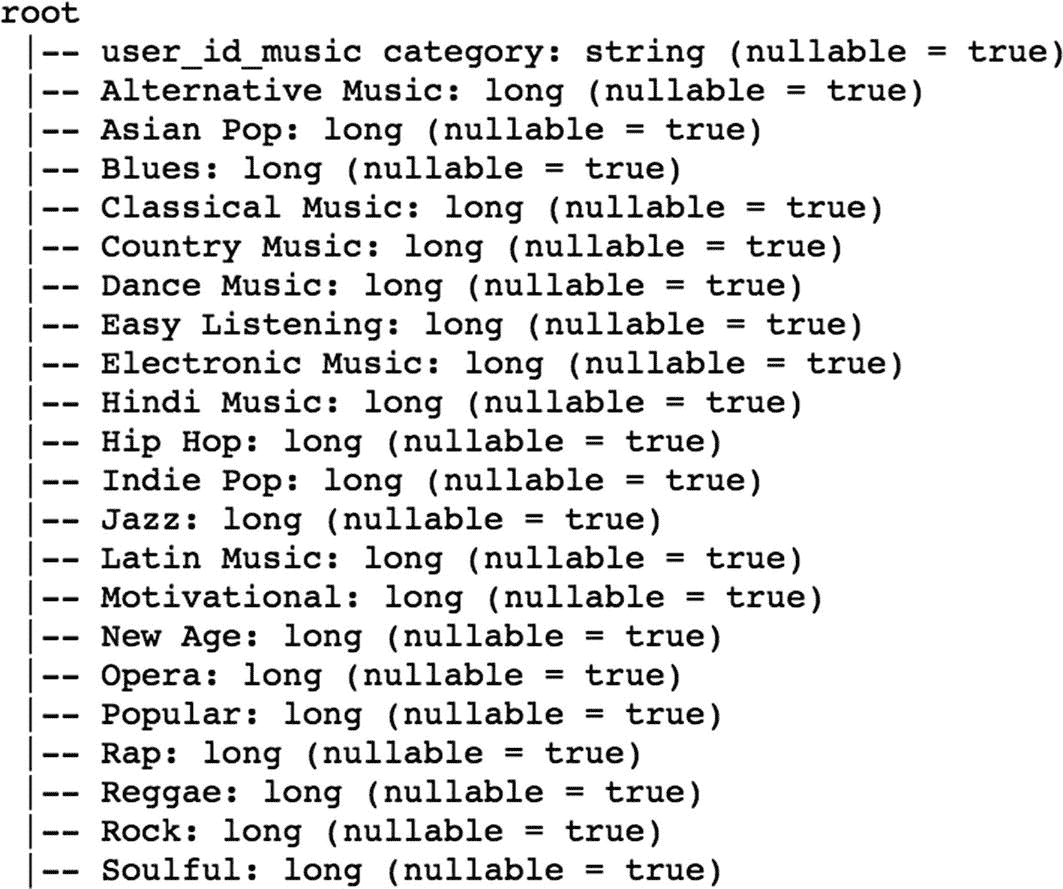 root
 |-- user_id_music category: string (nullable = true)
 |-- Alternative Music: long (nullable = true)
 |-- Asian Pop: long (nullable = true)
 |-- Blues: long (nullable = true)
 |-- Classical Music: long (nullable = true)
 |-- Country Music: long (nullable = true)
 |-- Dance Music: long (nullable = true)
 |-- Easy Listening: long (nullable = true)
 |-- Electronic Music: long (nullable = true)
 |-- Hindi Music: long (nullable = true)
 |-- Hip Hop: long (nullable = true)
 |-- Indie Pop: long (nullable = true)
 |-- Jazz: long (nullable = true)
 |-- Latin Music: long (nullable = true)
 |-- Motivational: long (nullable = true)
 |-- New Age: long (nullable = true)
 |-- Opera: long (nullable = true)
 |-- Popular: long (nullable = true)
 |-- Rap: long (nullable = true)
 |-- Reggae: long (nullable = true)
 |-- Rock: long (nullable = true)
 |-- Soulful: long (nullable = true)